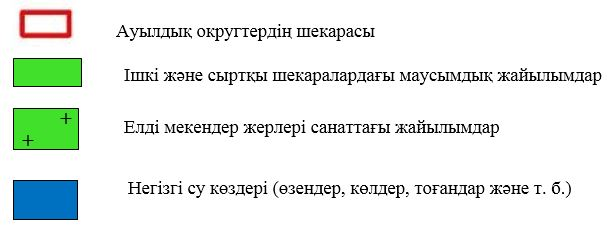 Ауылдық округтердің шекарасы
Ішкі және сыртқы шекаралардағы маусымдық жайылымдар
Елді мекендер жерлері санаттағы жайылымдар
Негізгі су көздері (өзендер, көлдер, тоғандар және т. б.)